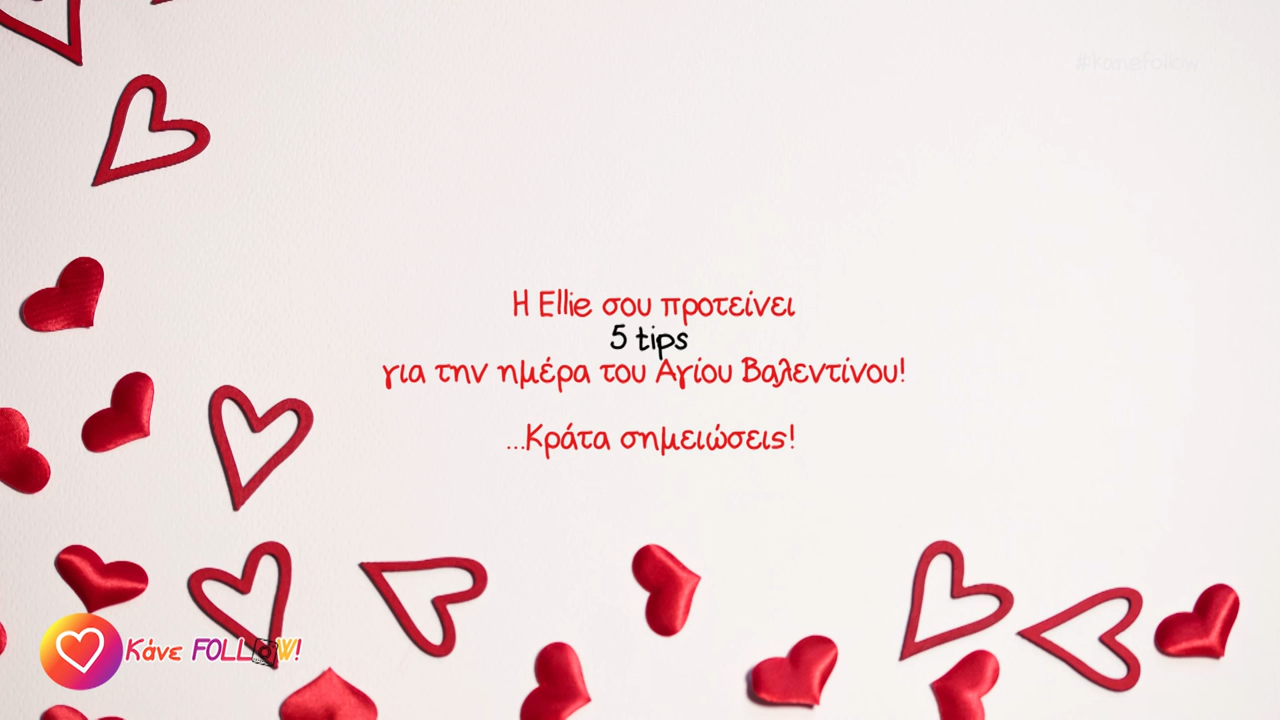 #kanefollow
Η Ellie σου προτείνει
5 tips
για την ημέρα του Αγίου Βαλεντίνου!
...Κράτα σημειώσεις!
Κάνε FOLLOW!